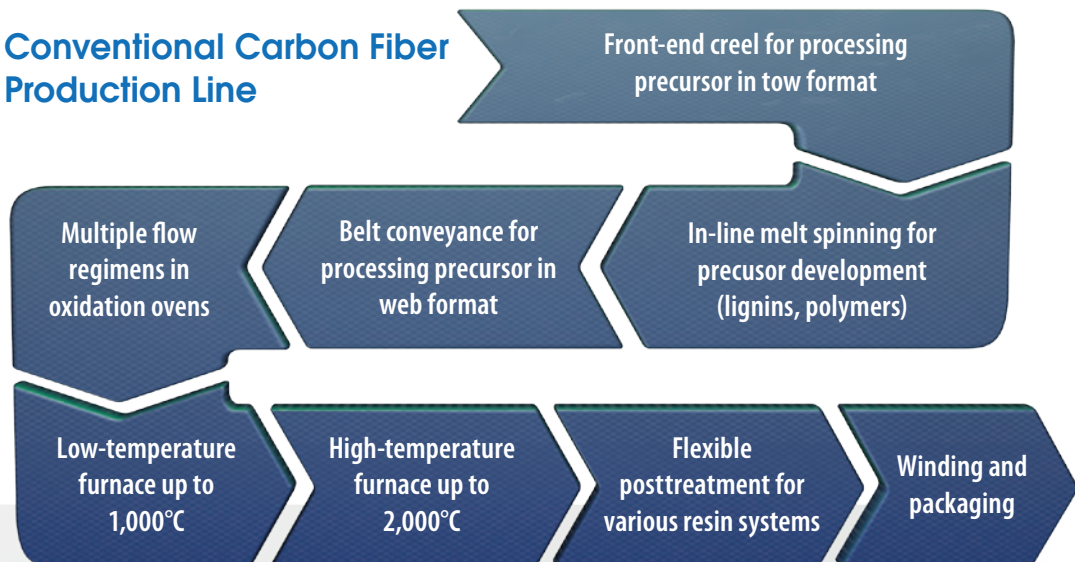 Conventional Carbon Fiber
Production Line
Front-end creel for processing
precursor in tow format
In-line melt spinning for
precusor development
(lignins, polymers)
Belt conveyance for
processing precursor in
web format
Multiple flow
regimens in
oxidation ovens
Low-temperature
furnace up to
1,000°C
High-temperature
furnace up to
2,000°C
Flexible
posttreatment for
various resin systems
Winding and
packaging